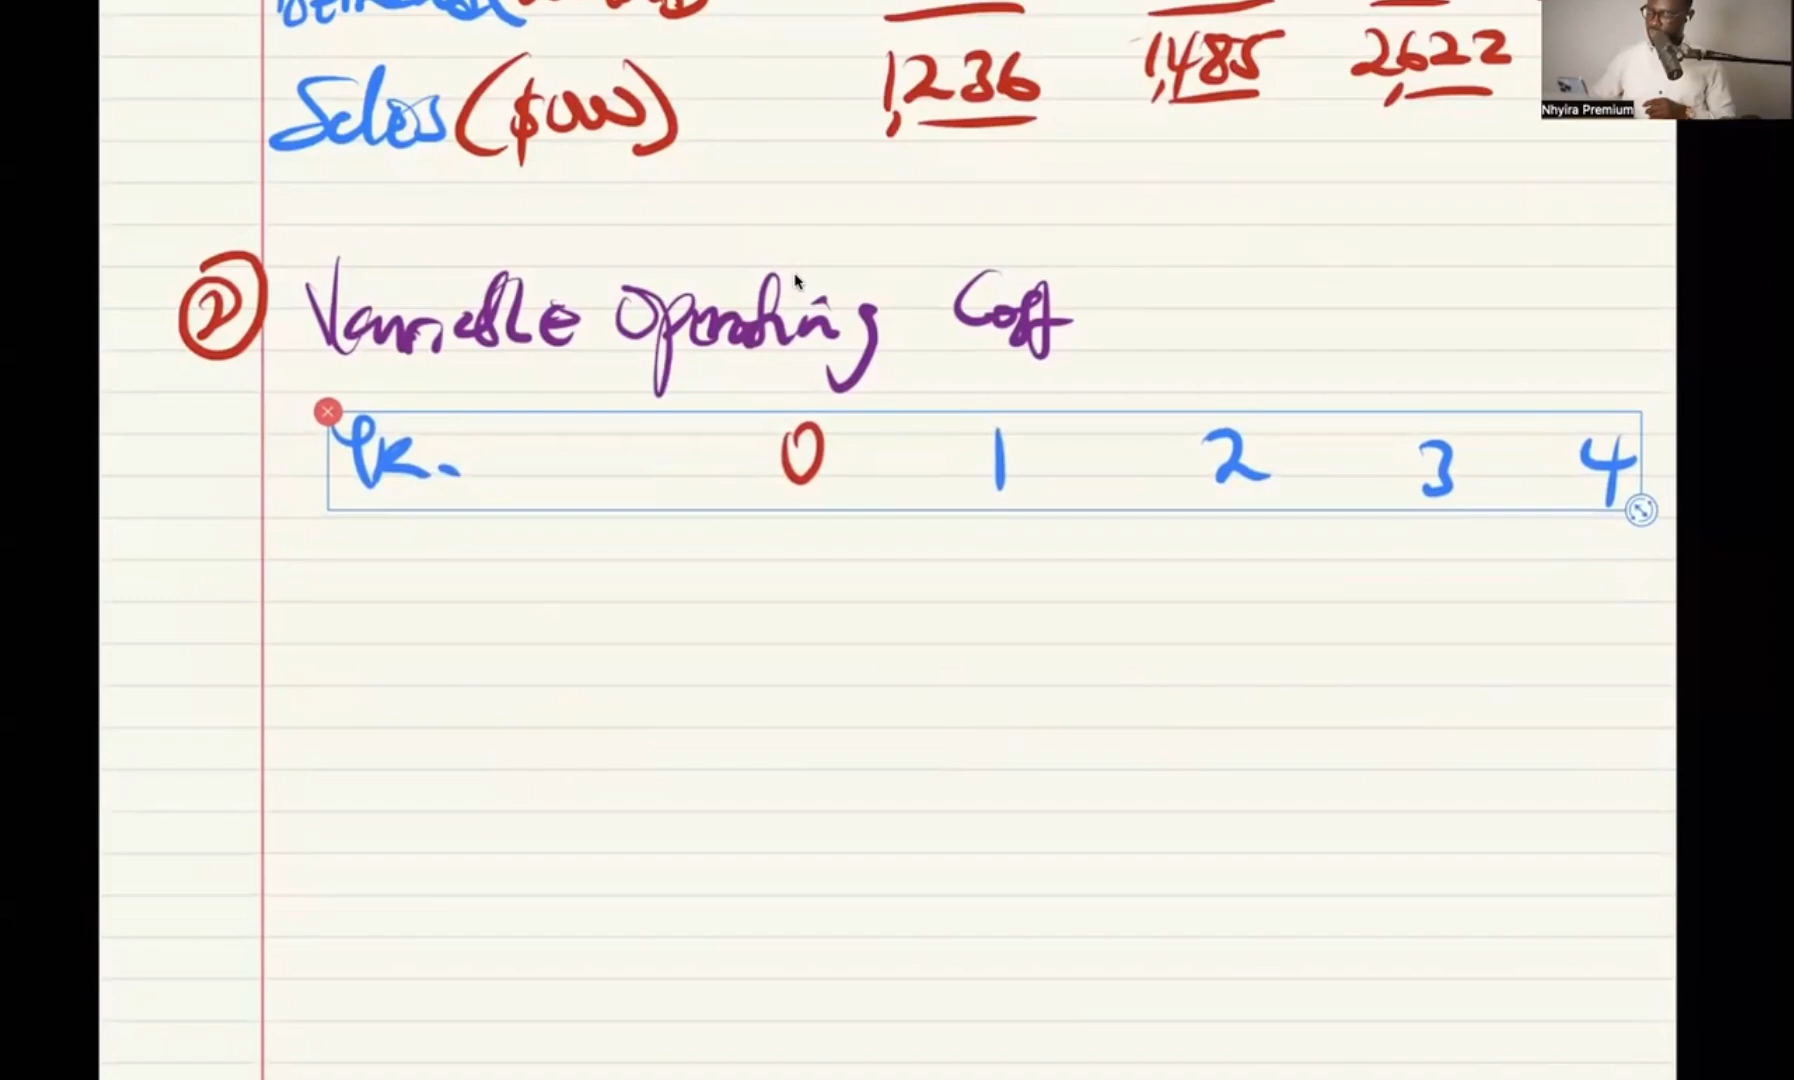 1,236 1,485 2,622
Sales ($000)
Nhyira Premium
② Variable Operating Cost
Yr. 0 1 2 3 4